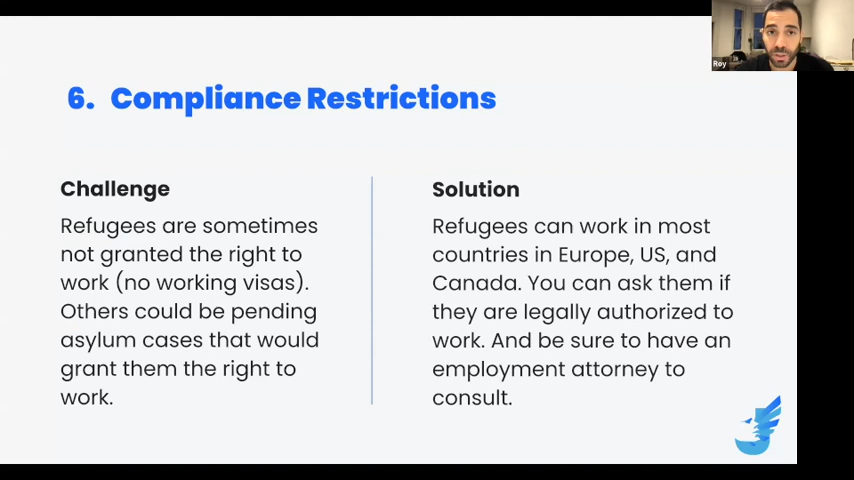 Roy
6. Compliance Restrictions
Challenge
Refugees are sometimes
not granted the right to
work (no working visas).
Others could be pending
asylum cases that would
grant them the right to
work.
Solution
Refugees can work in most
countries in Europe, US, and
Canada. You can ask them if
they are legally authorized to
work. And be sure to have an
employment attorney to
consult.